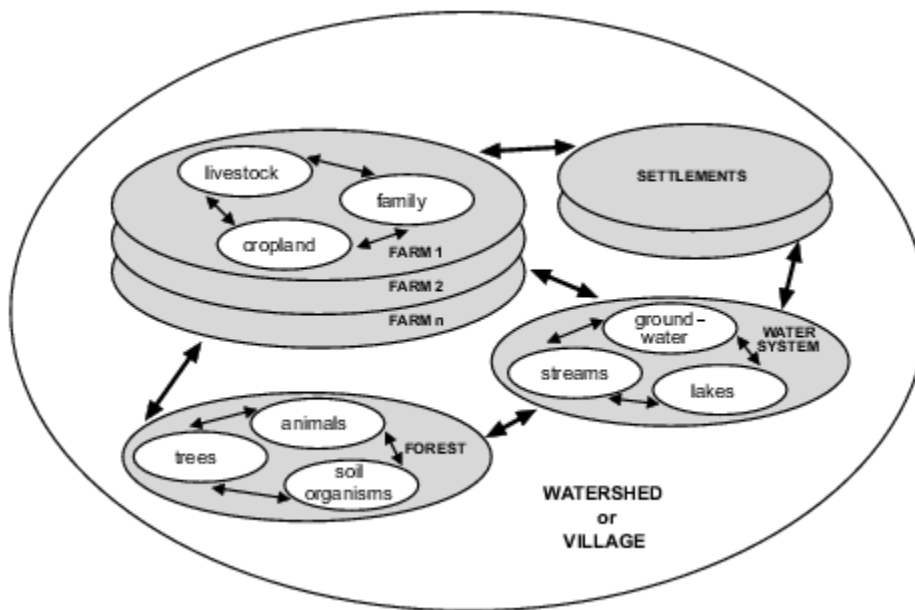 livestock
family
cropland
FARM 1
FARM 2
FARM n
SETTLEMENTS
ground –
water
WATER
SYSTEM
streams
lakes
animals
FOREST
trees
soil
organisms
WATERSHED
or
VILLAGE